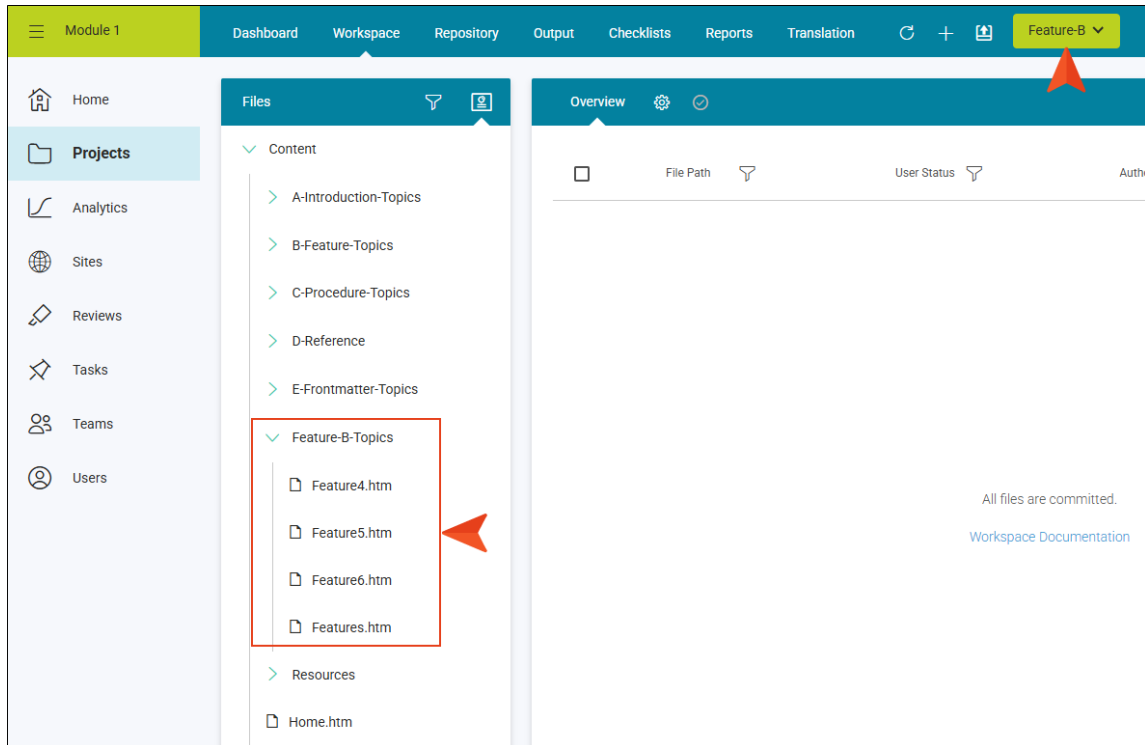 Module 1
Dashboard Workspace Repository Output Checklists Reports Translation Feature-B
Home
Projects
Analytics
Sites
Reviews
Tasks
Teams
Users
Files
Content
A-Introduction-Topics
B-Feature-Topics
C-Procedure-Topics
D-Reference
E-Frontmatter-Topics
Feature-B-Topics
Feature4.htm
Feature5.htm
Feature6.htm
Features.htm
Resources
Home.htm
Overview
File Path User Status Autho
All files are committed.
Workspace Documentation